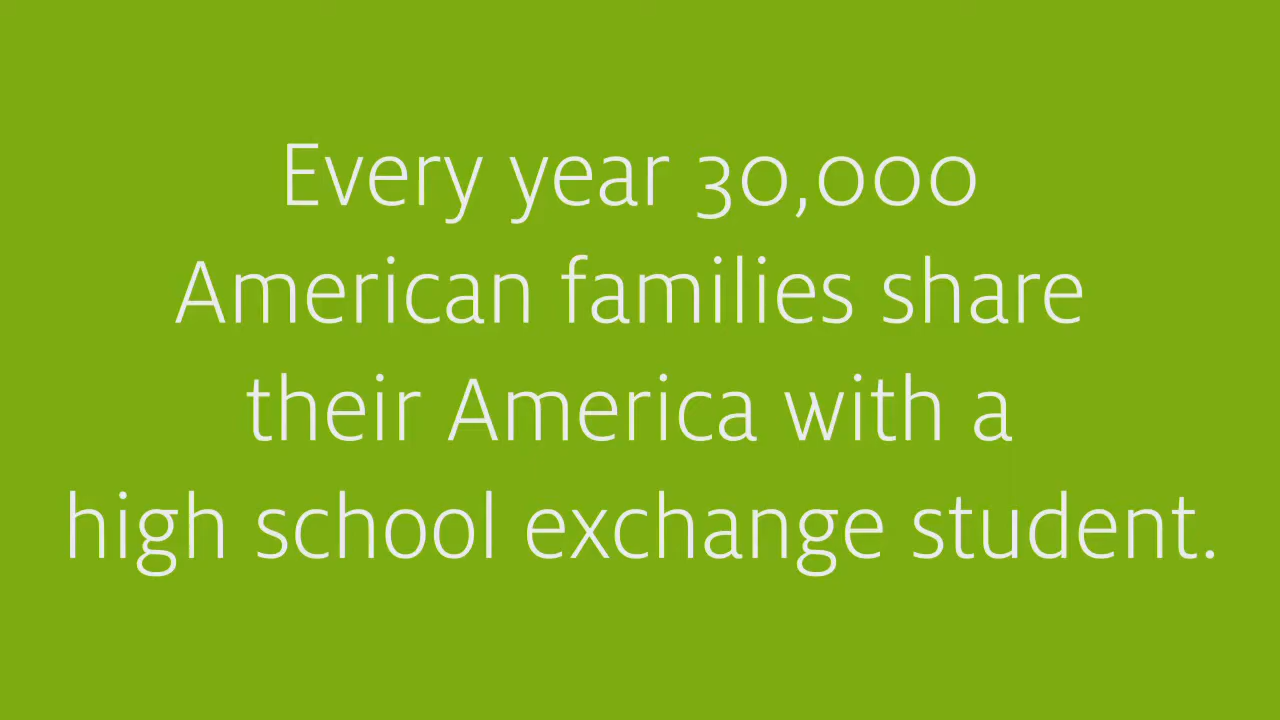 Every year 30,000
American families share
their America with a
high school exchange student.